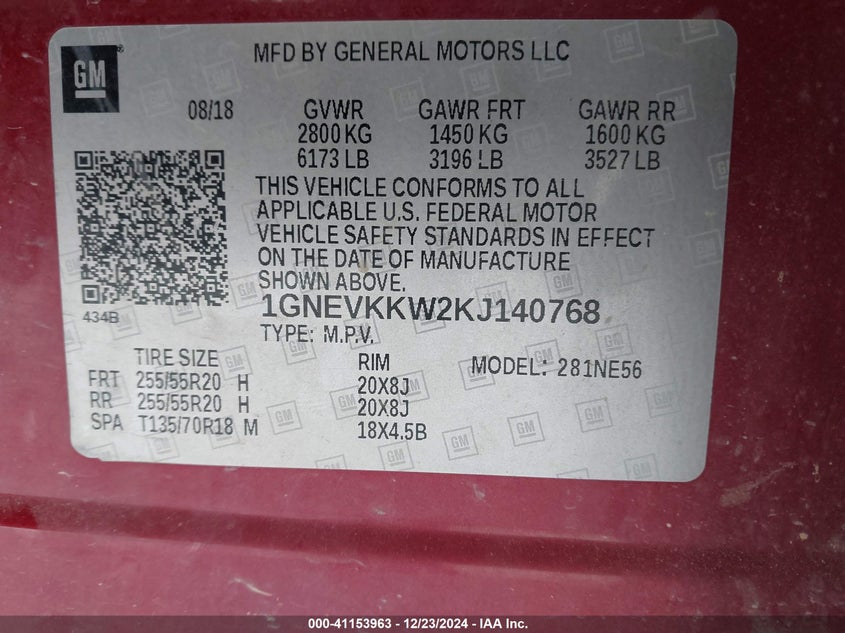 GM
MFD BY GENERAL MOTORS LLC
08/18 GVWR GAWR FRT GAWR RR
2800 KG 1450 KG 1600 KG
6173 LB 3196 LB 3527 LB
THIS VEHICLE CONFORMS TO ALL
APPLICABLE U.S. FEDERAL MOTOR
VEHICLE SAFETY STANDARDS IN EFFECT
ON THE DATE OF MANUFACTURE
SHOWN ABOVE.
434B
1GNEVKKW2KJ140768
TYPE: M.P.V.
TIRE SIZE RIM MODEL: 281NE56
FRT 255/55R20 H 20X8J
RR 255/55R20 H 20X8J
SPA T135/70R18 M 18X4.5B
000-41153963 - 12/23/2024 - IAA Inc.